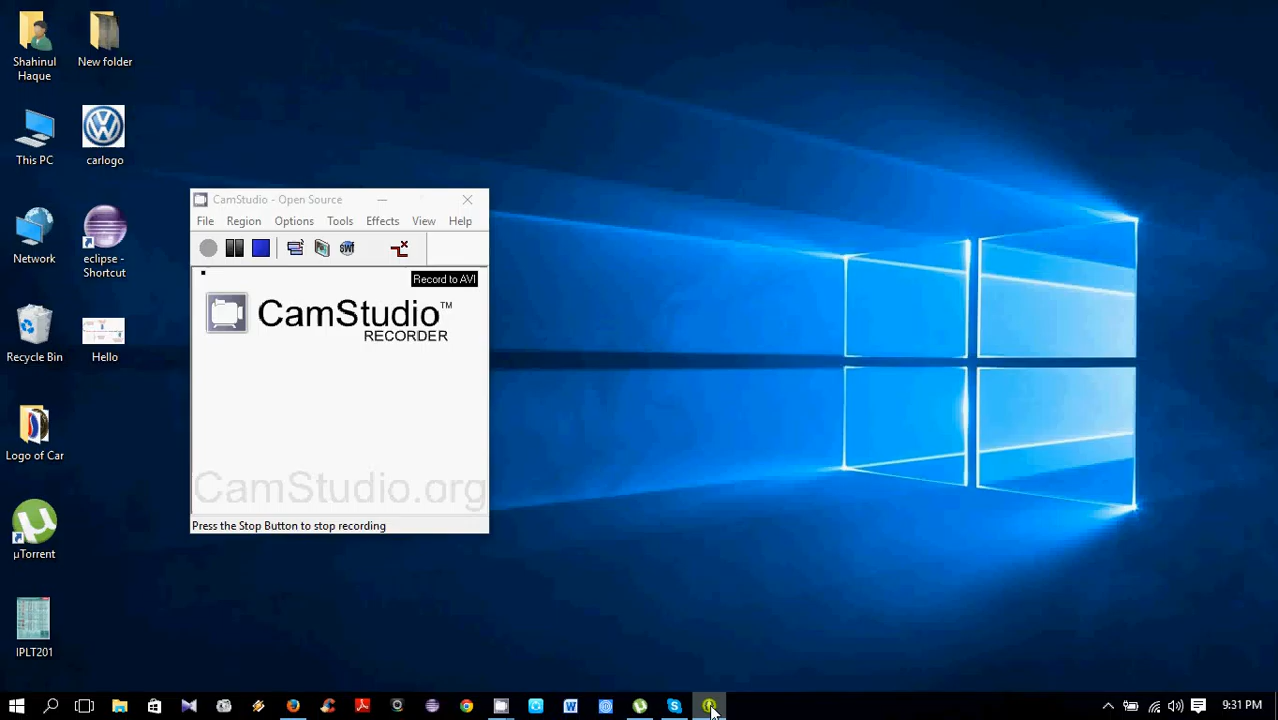 Shahinul
Haque
New folder
This PC
carlogo
Network
eclipse -
Shortcut
Recycle Bin
Hello
Logo of Car
µTorrent
IPLT201
CamStudio - Open Source
File Region Options Tools Effects View Help
SWf
Record to AVI
CamStudio™
RECORDER
CamStudio.org
Press the Stop Button to stop recording
9:31 PM